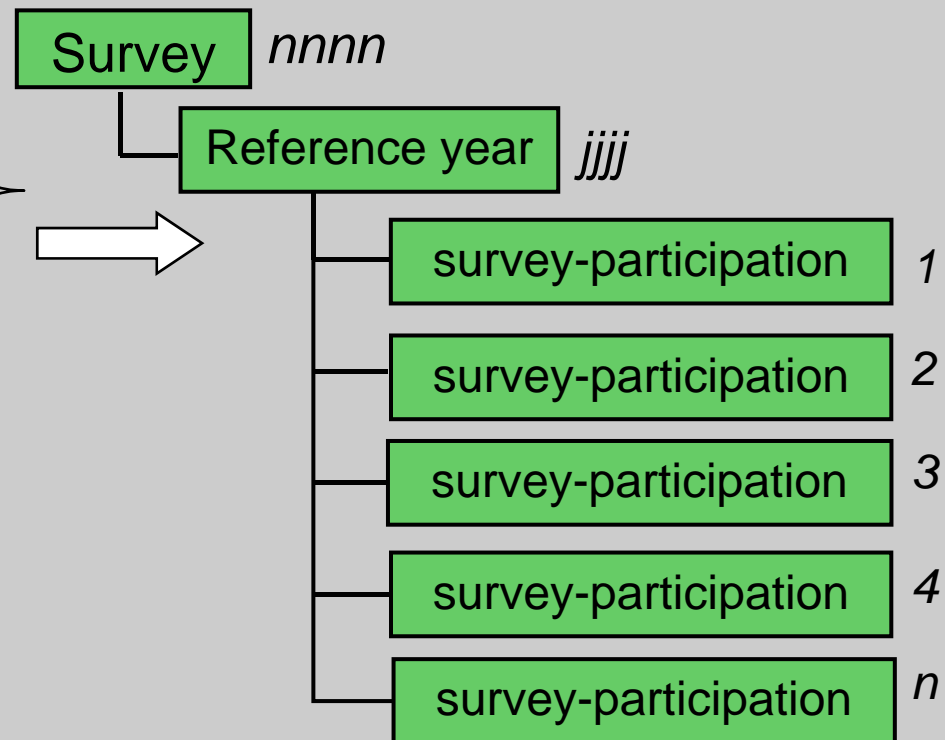 Survey nnnn
Reference year jjjj
survey-participation 1
survey-participation 2
survey-participation 3
survey-participation 4
survey-participation n